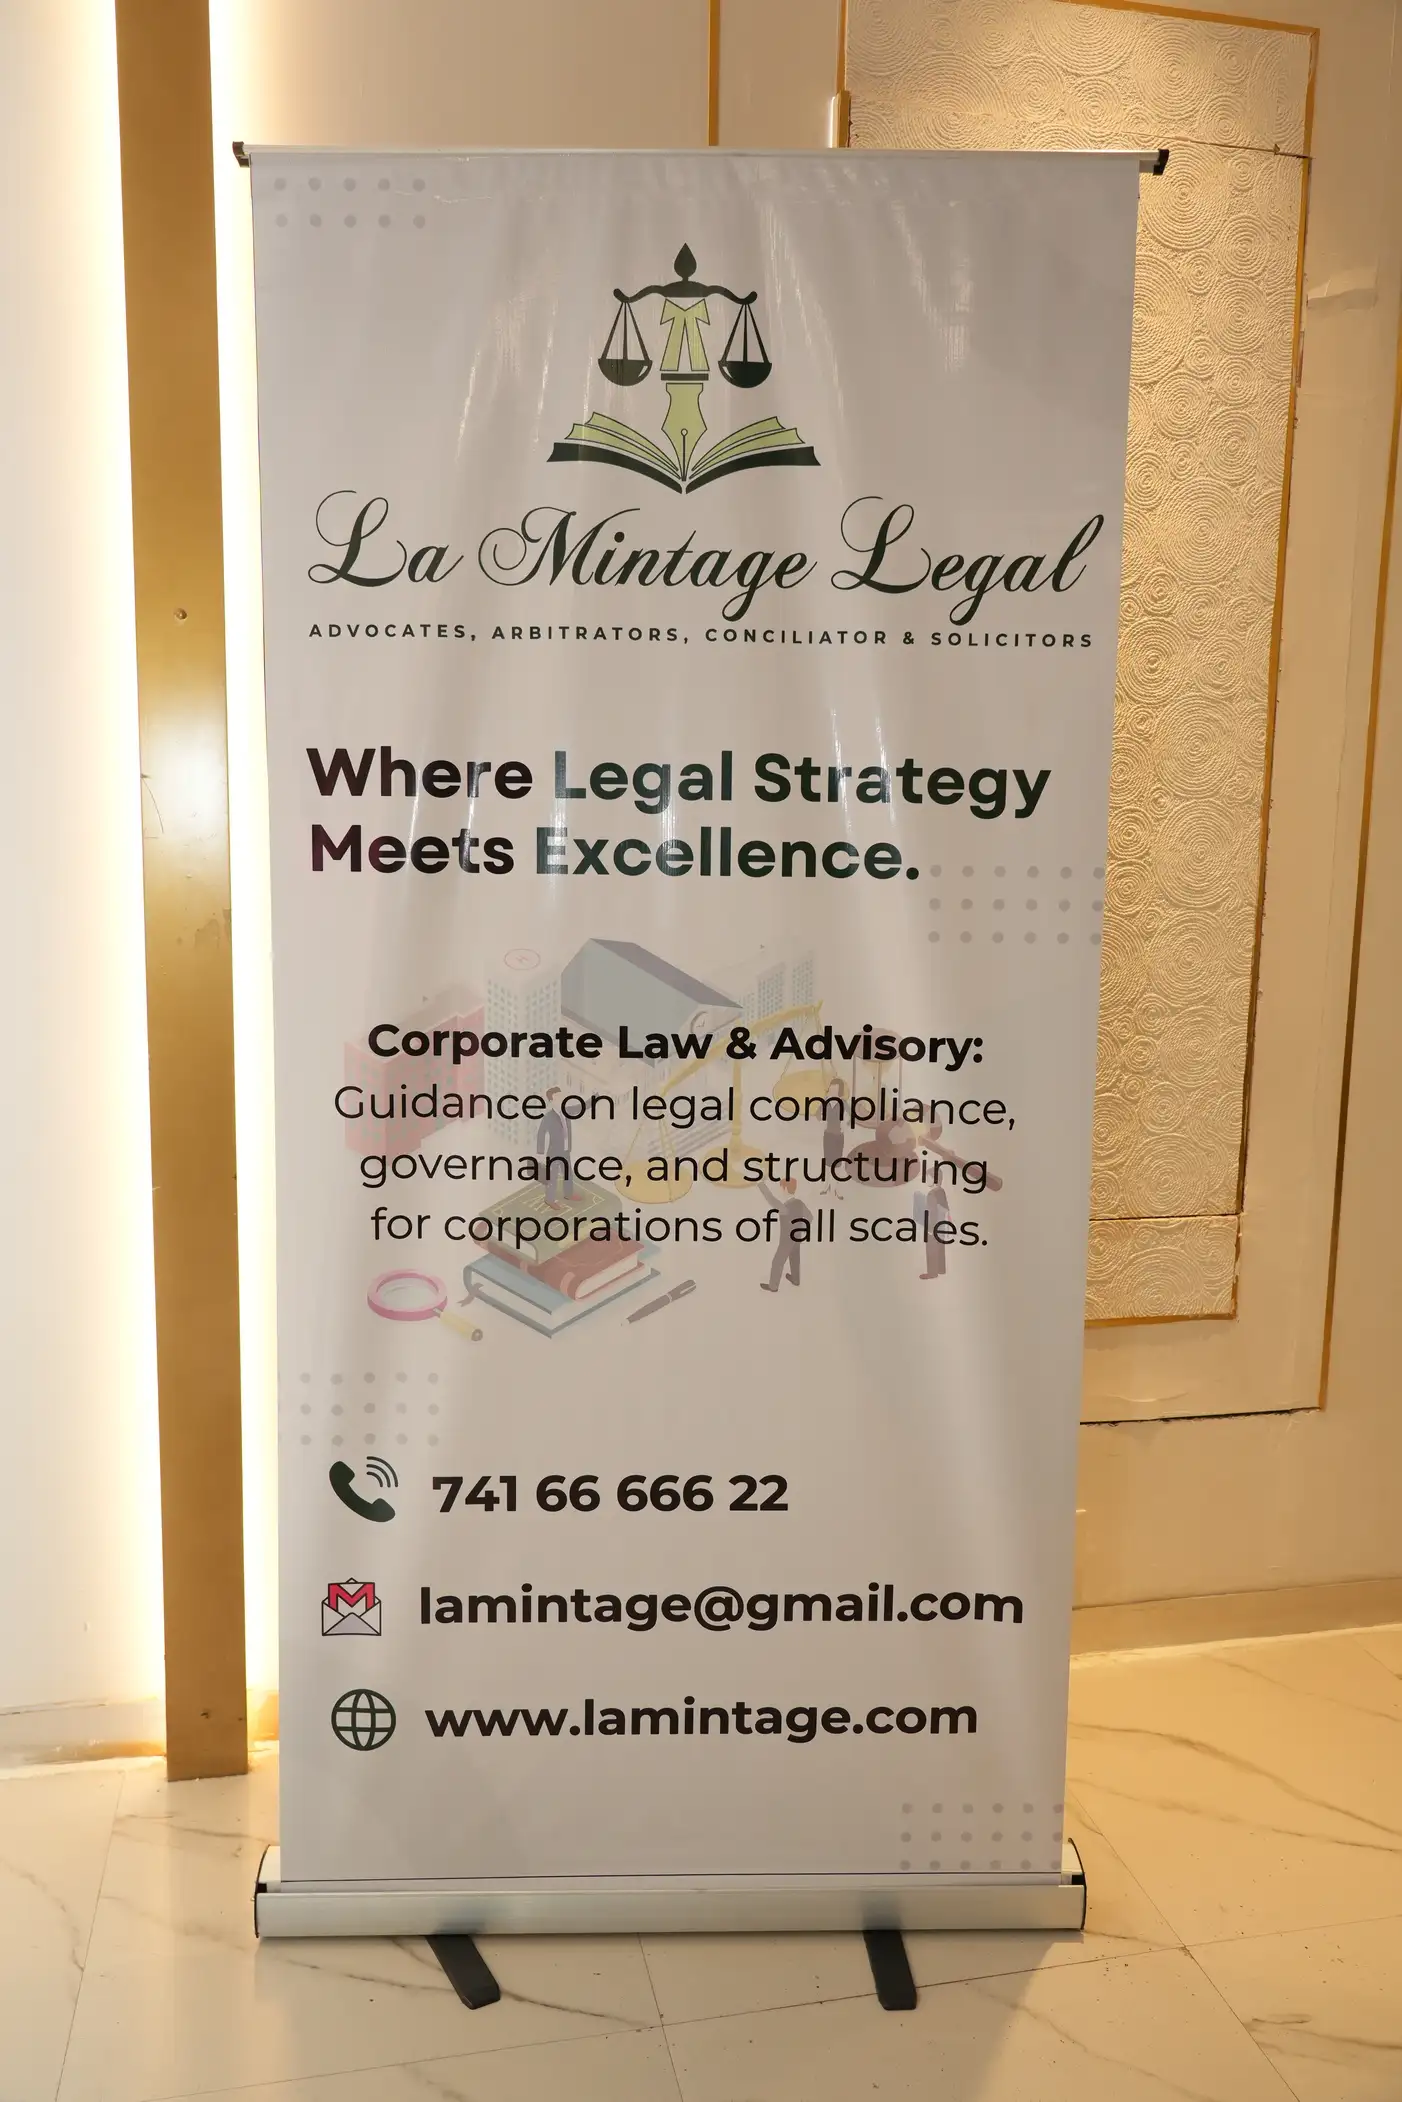 La Mintage Legal
ADVOCATES, ARBITRATORS, CONCILIATOR & SOLICITORS
Where Legal Strategy
Meets Excellence.
Corporate Law & Advisory:
Guidance on legal compliance,
governance, and structuring
for corporations of all scales.
741 66 666 22
lamintage@gmail.com
www.lamintage.com